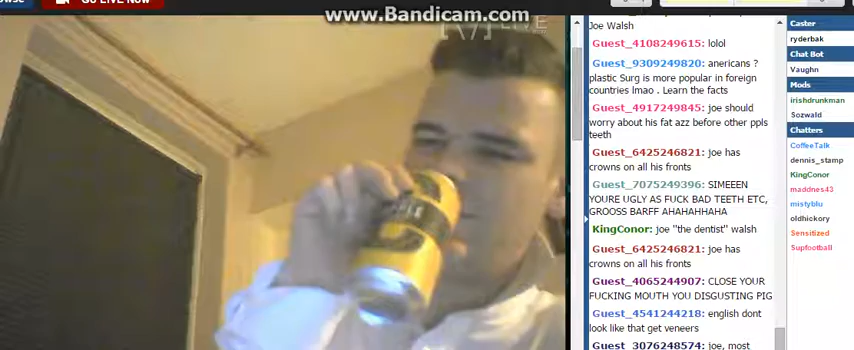 www.Bandicam.com
LIVE
GO LIVE NOW
Joe Walsh
Guest_4108249615: lolol
Guest_9309249820: anericans ?
plastic Surg is more popular in foreign
countries lmao . Learn the facts
Guest_4917249845: joe should
worry about his fat azz before other ppls
teeth
Guest_6425246821: joe has
crowns on all his fronts
Guest_7075249396: SIMEEEN
YOURE UGLY AS FUCK BAD TEETH ETC,
GROOSS BARFF AHAHAHHAHA
KingConor: joe "the dentist" walsh
Guest_6425246821: joe has
crowns on all his fronts
Guest_4065244907: CLOSE YOUR
FUCKING MOUTH YOU DISGUSTING PIG
Guest_4541244218: english dont
look like that get veneers
Guest_3076248574: joe, most
Caster
ryderbak
Chat Bot
Vaughn
Mods
irishdrunkman
Sozwald
Chatters
CoffeeTalk
dennis_stamp
KingConor
maddnes43
mistyblu
oldhickory
Sensitized
Supfootball